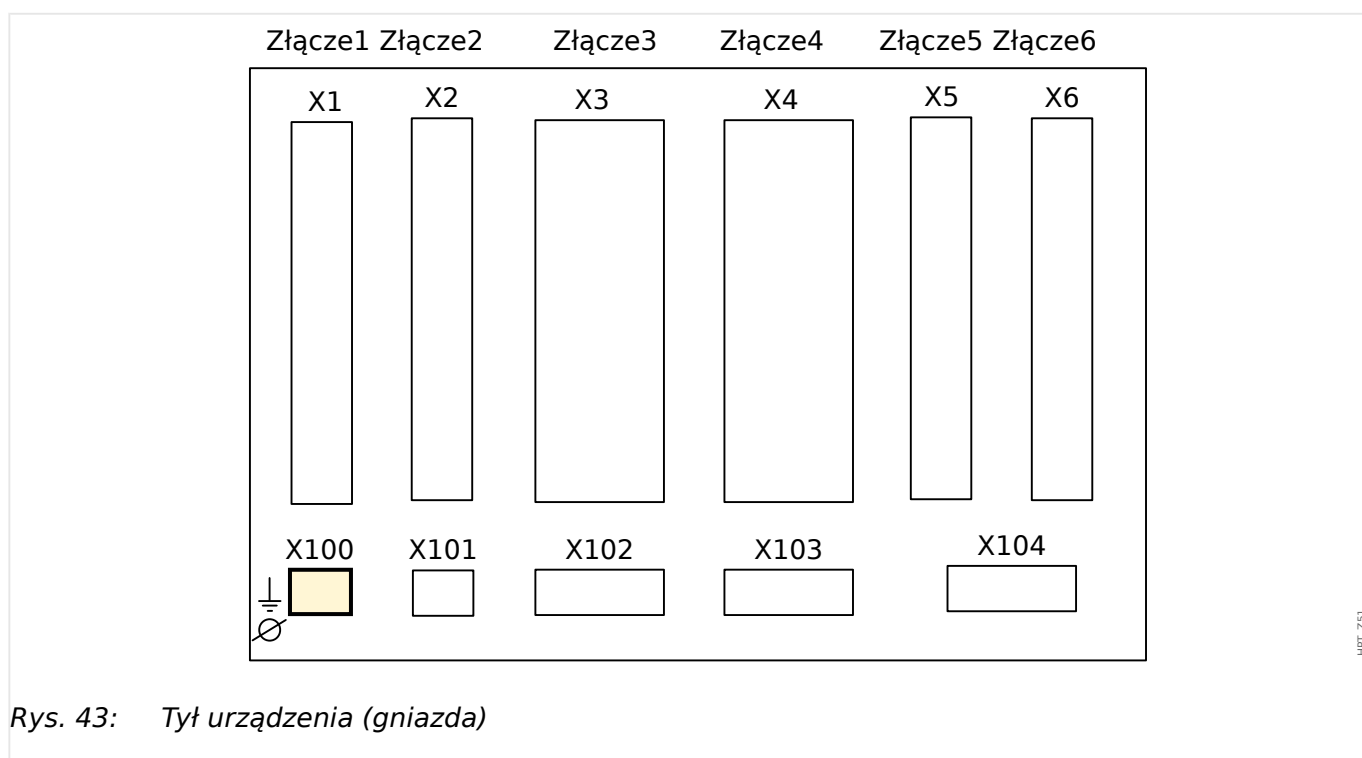 Złącze1 Złącze2 Złącze3 Złącze4 Złącze5 Złącze6
X1 X2 X3 X4 X5 X6
X100 X101 X102 X103 X104
Rys. 43: Tył urządzenia (gniazda)